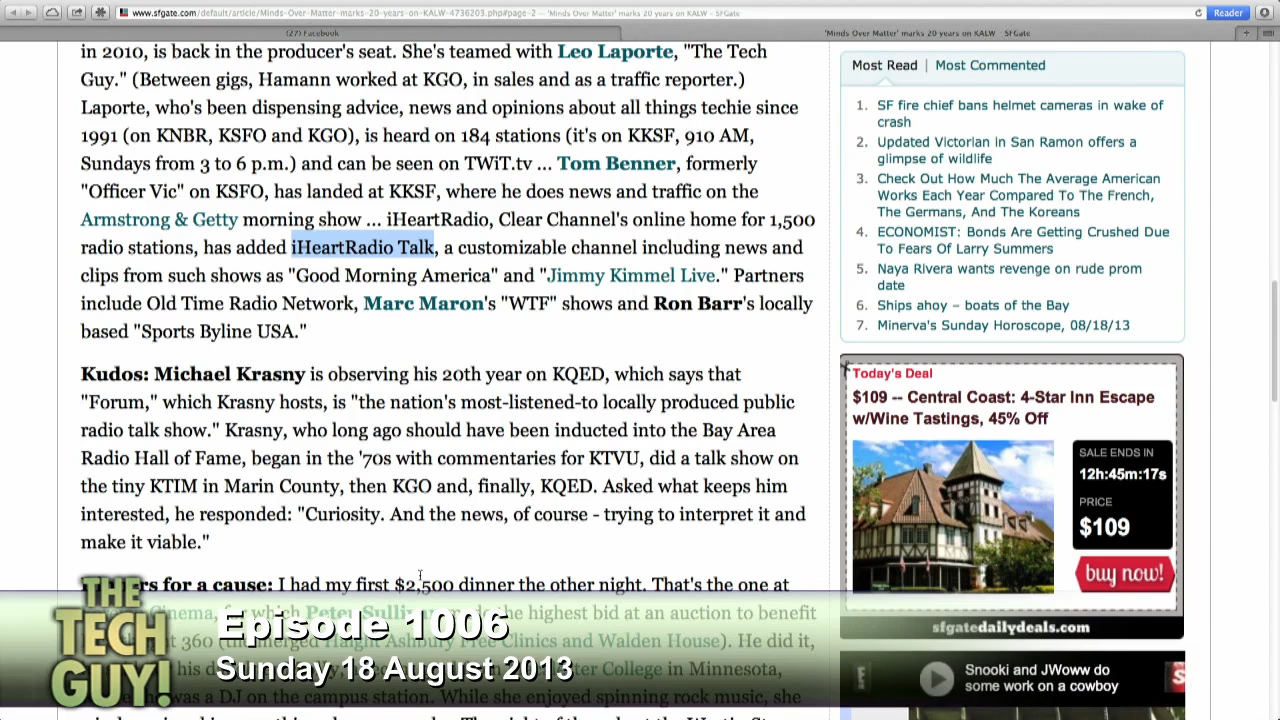 www.sfgate.com/default/article/Minds-Over-Matter-marks-20-years-on-KALW-4736203.php#page-2 — 'Minds Over Matter' marks 20 years on KALW - SFGate
Reader
(27) Facebook
'Minds Over Matter' marks 20 years on KALW - SFGate
in 2010, is back in the producer's seat. She's teamed with Leo Laporte, "The Tech
Guy." (Between gigs, Hamann worked at KGO, in sales and as a traffic reporter.)
Laporte, who's been dispensing advice, news and opinions about all things techie since
1991 (on KNBR, KSFO and KGO), is heard on 184 stations (it's on KKSF, 910 AM,
Sundays from 3 to 6 p.m.) and can be seen on TWiT.tv ... Tom Benner, formerly
"Officer Vic" on KSFO, has landed at KKSF, where he does news and traffic on the
Armstrong & Getty morning show ... iHeartRadio, Clear Channel's online home for 1,500
radio stations, has added iHeartRadio Talk, a customizable channel including news and
clips from such shows as "Good Morning America" and "Jimmy Kimmel Live." Partners
include Old Time Radio Network, Marc Maron's "WTF" shows and Ron Barr's locally
based "Sports Byline USA."
Kudos: Michael Krasny is observing his 20th year on KQED, which says that
"Forum," which Krasny hosts, is "the nation's most-listened-to locally produced public
radio talk show." Krasny, who long ago should have been inducted into the Bay Area
Radio Hall of Fame, began in the '70s with commentaries for KTVU, did a talk show on
the tiny KTIM in Marin County, then KGO and, finally, KQED. Asked what keeps him
interested, he responded: "Curiosity. And the news, of course - trying to interpret it and
make it viable."
for a cause: I had my first $2,500 dinner the other night. That's the one at
Cinema, for which Peter the highest bid at an auction to benefit
360 (the merged Haight Ashbury Free Clinics and Walden House). He did it,
his College in Minnesota,
was a DJ on the campus station. While she enjoyed spinning rock music, she
Most Read | Most Commented
1. SF fire chief bans helmet cameras in wake of
crash
2. Updated Victorian in San Ramon offers a
glimpse of wildlife
3. Check Out How Much The Average American
Works Each Year Compared To The French,
The Germans, And The Koreans
4. ECONOMIST: Bonds Are Getting Crushed Due
To Fears Of Larry Summers
5. Naya Rivera wants revenge on rude prom
date
6. Ships ahoy – boats of the Bay
7. Minerva's Sunday Horoscope, 08/18/13
Today's Deal
$109 -- Central Coast: 4-Star Inn Escape
w/Wine Tastings, 45% Off
SALE ENDS IN
12h:45m:17s
PRICE
$109
buy now!
sfgatedailydeals.com
Snooki and JWoww do
some work on a cowboy
THE
TECH
GUY!
Episode 1006
Sunday 18 August 2013